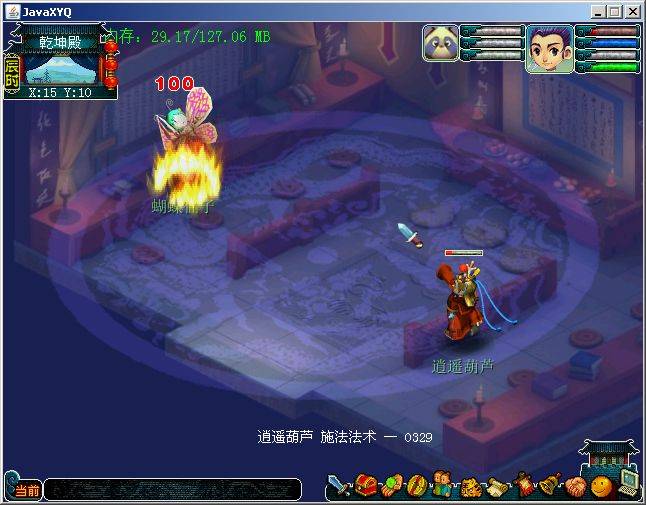 JavaXYQ
乾坤殿
内存：29.17/127.06 MB
辰时
X:15 Y:10
100
蝴蝶仙子
逍遥葫芦
逍遥葫芦 施法法术 一 0329
当前